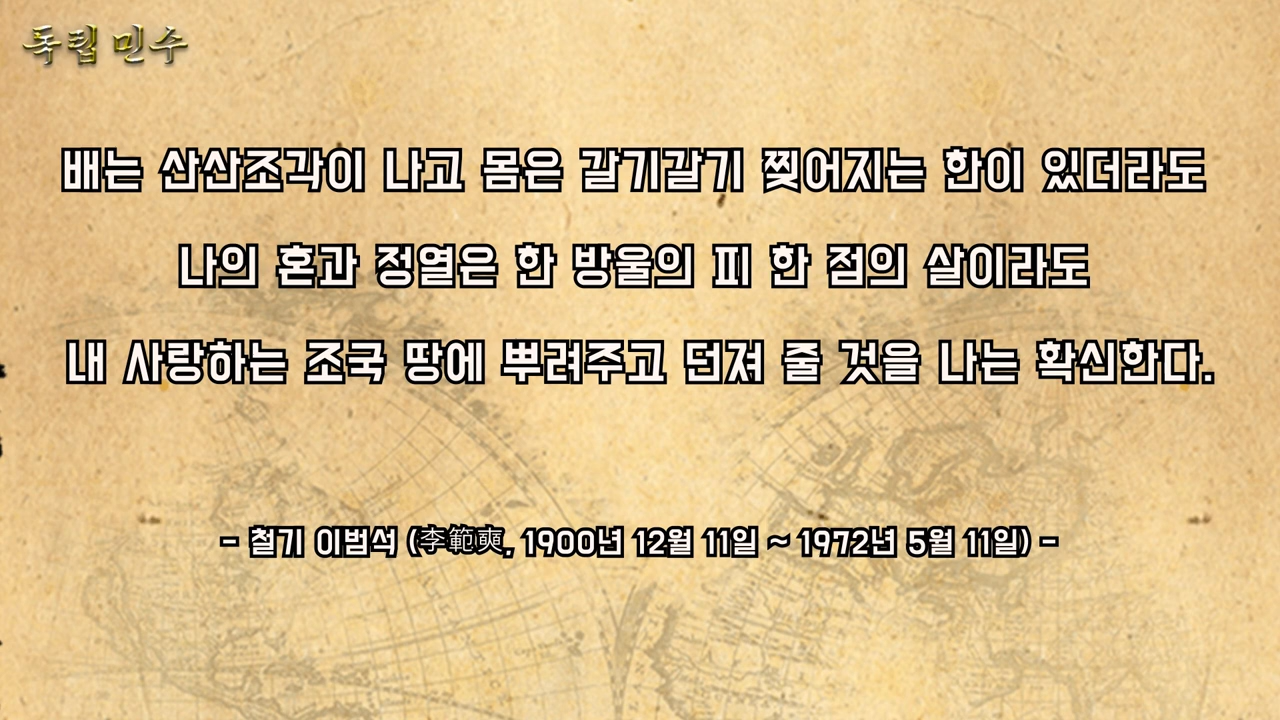 독립 민수
배는 산산조각이 나고 몸은 갈기갈기 찢어지는 한이 있더라도
나의 혼과 정열은 한 방울의 피 한 점의 살이라도
내 사랑하는 조국 땅에 뿌려주고 던져 줄 것을 나는 확신한다.
- 철기 이범석 (李範奭, 1900년 12월 11일 ~ 1972년 5월 11일) -